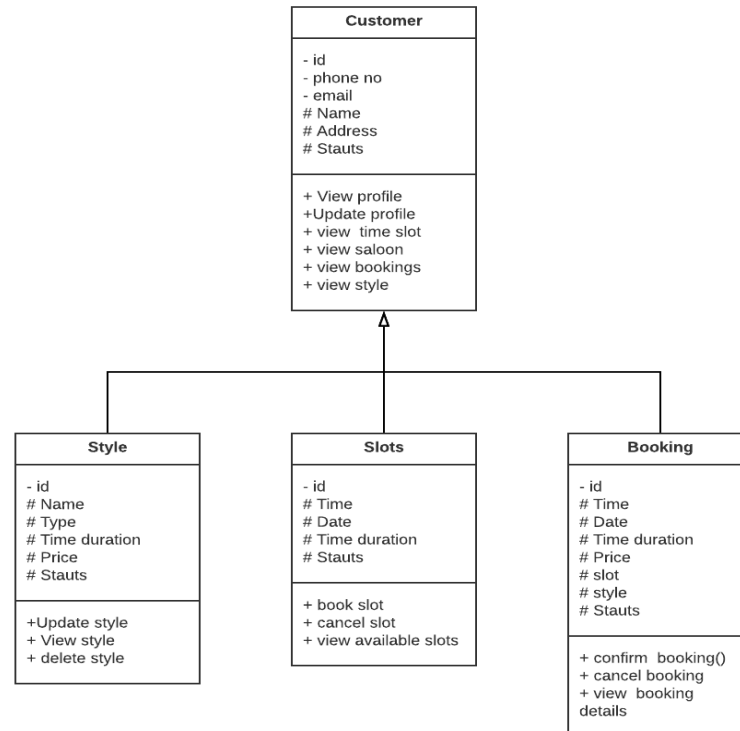 Customer
- id
- phone no
- email
# Name
# Address
# Stauts
+ View profile
+Update profile
+ view  time slot
+ view saloon
+ view bookings
+ view style
Style
- id
# Name
# Type
# Time duration
# Price
# Stauts
+Update style
+ View style
+ delete style
Slots
- id
# Time
# Date
# Time duration
# Stauts
+ book slot
+ cancel slot
+ view available slots
Booking
- id
# Time
# Date
# Time duration
# Price
# slot
# style
# Stauts
+ confirm  booking()
+ cancel booking
+ view  booking
details